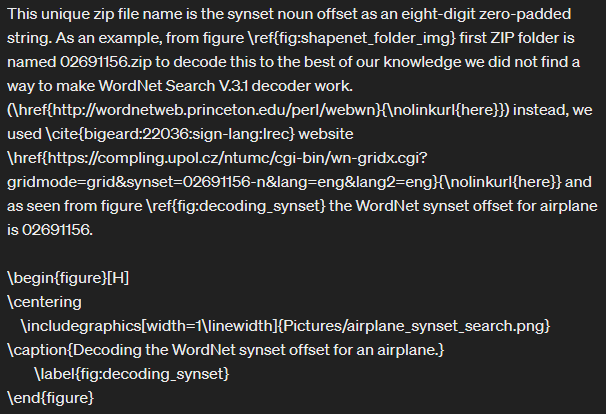 This unique zip file name is the synset noun offset as an eight-digit zero-padded
string. As an example, from figure \ref{fig:shapenet_folder_img} first ZIP folder is
named 02691156.zip to decode this to the best of our knowledge we did not find a
way to make WordNet Search V.3.1 decoder work.
(\href{http://wordnetweb.princeton.edu/perl/webwn}{\nolinkurl{here}}) instead, we
used \cite{bigeard:22036:sign-lang:lrec} website
\href{https://compling.upol.cz/ntumc/cgi-bin/wn-gridx.cgi?
gridmode=grid&synset=02691156-n&lang=eng&lang2=eng}{\nolinkurl{here}} and
as seen from figure \ref{fig:decoding_synset} the WordNet synset offset for airplane
is 02691156.

\begin{figure}[H]
\centering
    \includegraphics[width=1\linewidth]{Pictures/airplane_synset_search.png}
\caption{Decoding the WordNet synset offset for an airplane.}
        \label{fig:decoding_synset}
\end{figure}